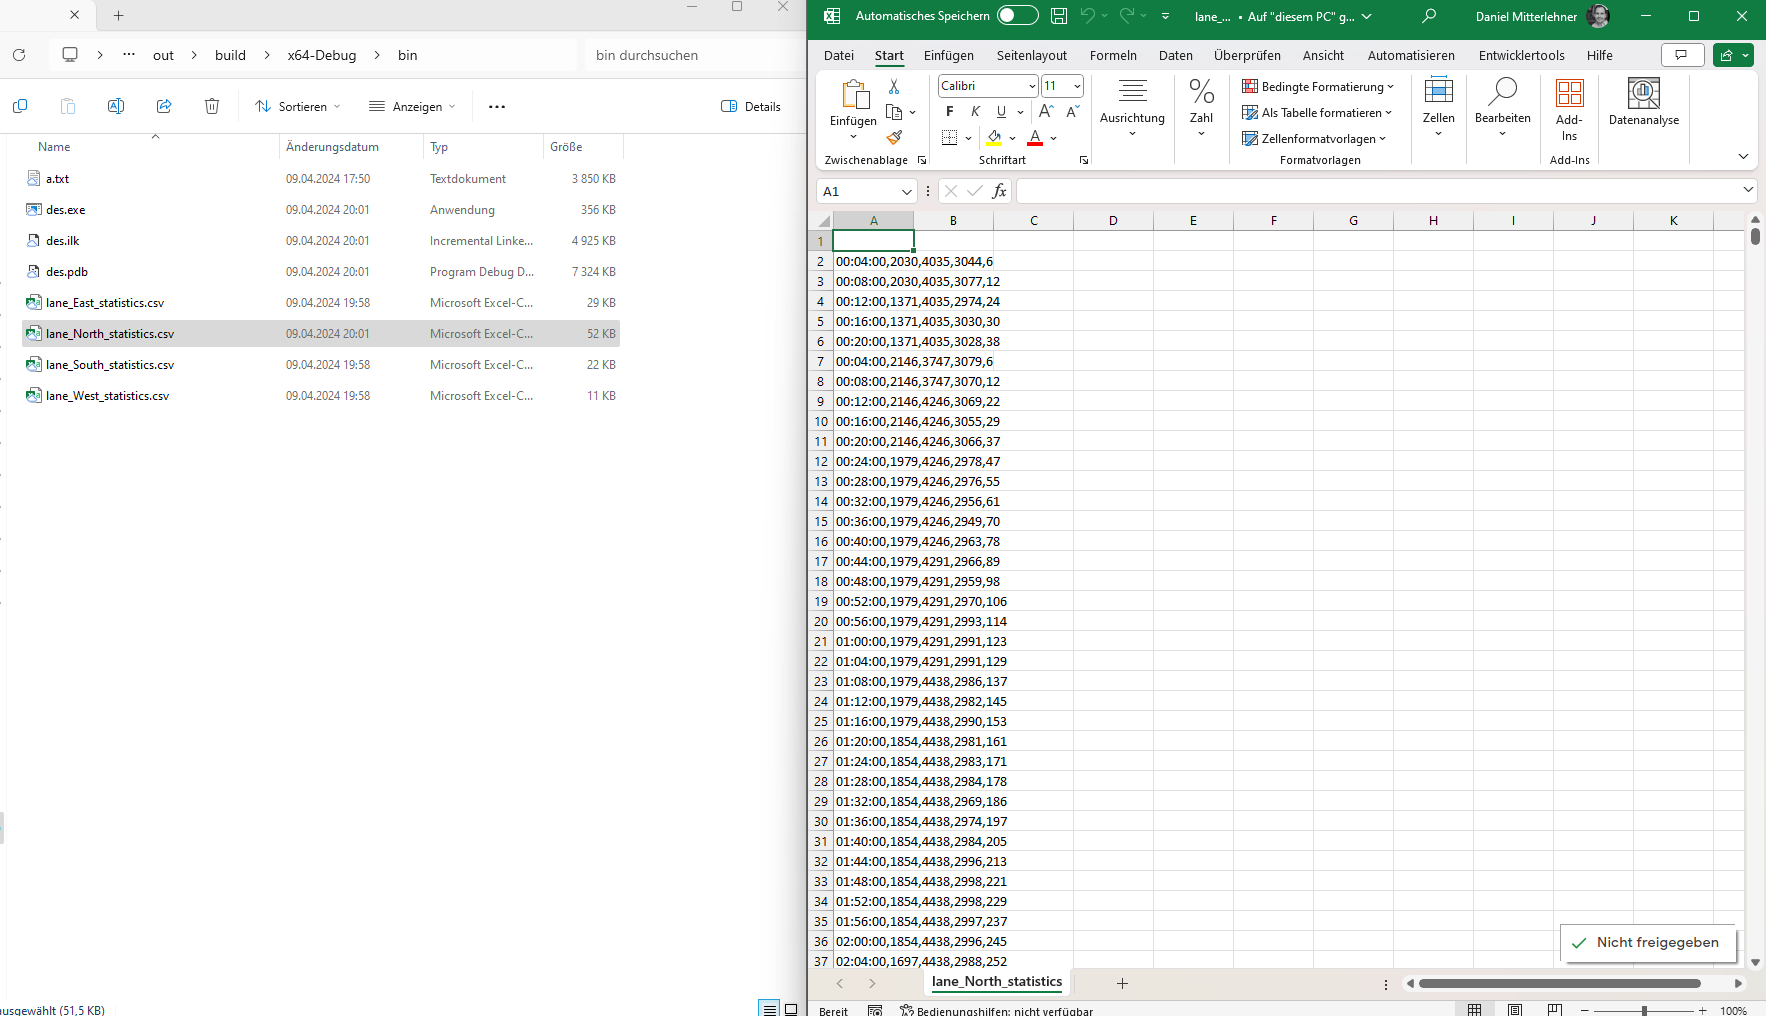 out > build > x64-Debug > bin
bin durchsuchen
Sortieren
Anzeigen
Details
Name Änderungsdatum Typ Größe
a.txt 09.04.2024 17:50 Textdokument 3 850 KB
des.exe 09.04.2024 20:01 Anwendung 356 KB
des.ilk 09.04.2024 20:01 Incremental Linke... 4 925 KB
des.pdb 09.04.2024 20:01 Program Debug D... 7 324 KB
lane_East_statistics.csv 09.04.2024 19:58 Microsoft Excel-C... 29 KB
lane_North_statistics.csv 09.04.2024 20:01 Microsoft Excel-C... 52 KB
lane_South_statistics.csv 09.04.2024 19:58 Microsoft Excel-C... 22 KB
lane_West_statistics.csv 09.04.2024 19:58 Microsoft Excel-C... 11 KB
usgewählt (51,5 KB)
Automatisches Speichern
lane_... • Auf "diesem PC" g...
Daniel Mitterlehner
Datei Start Einfügen Seitenlayout Formeln Daten Überprüfen Ansicht Automatisieren Entwicklertools Hilfe
Einfügen
Zwischenablage
Calibri 11
F K U
Schriftart
Ausrichtung
Zahl
Bedingte Formatierung
Als Tabelle formatieren
Zellenformatvorlagen
Formatvorlagen
Zellen
Bearbeiten
Add-
Ins
Add-Ins
Datenanalyse
A1
fx
A B C D E F G H I J K
1
2 00:04:00,2030,4035,3044,6
3 00:08:00,2030,4035,3077,12
4 00:12:00,1371,4035,2974,24
5 00:16:00,1371,4035,3030,30
6 00:20:00,1371,4035,3028,38
7 00:04:00,2146,3747,3079,6
8 00:08:00,2146,3747,3070,12
9 00:12:00,2146,4246,3069,22
10 00:16:00,2146,4246,3055,29
11 00:20:00,2146,4246,3066,37
12 00:24:00,1979,4246,2978,47
13 00:28:00,1979,4246,2976,55
14 00:32:00,1979,4246,2956,61
15 00:36:00,1979,4246,2949,70
16 00:40:00,1979,4246,2963,78
17 00:44:00,1979,4291,2966,89
18 00:48:00,1979,4291,2959,98
19 00:52:00,1979,4291,2970,106
20 00:56:00,1979,4291,2993,114
21 01:00:00,1979,4291,2991,123
22 01:04:00,1979,4291,2991,129
23 01:08:00,1979,4438,2986,137
24 01:12:00,1979,4438,2982,145
25 01:16:00,1979,4438,2990,153
26 01:20:00,1854,4438,2981,161
27 01:24:00,1854,4438,2983,171
28 01:28:00,1854,4438,2984,178
29 01:32:00,1854,4438,2969,186
30 01:36:00,1854,4438,2974,197
31 01:40:00,1854,4438,2984,205
32 01:44:00,1854,4438,2996,213
33 01:48:00,1854,4438,2998,221
34 01:52:00,1854,4438,2998,229
35 01:56:00,1854,4438,2997,237
36 02:00:00,1854,4438,2996,245
37 02:04:00,1697,4438,2988,252
Nicht freigegeben
lane_North_statistics
Bereit
Bedienungshilfen: nicht verfügbar
100%